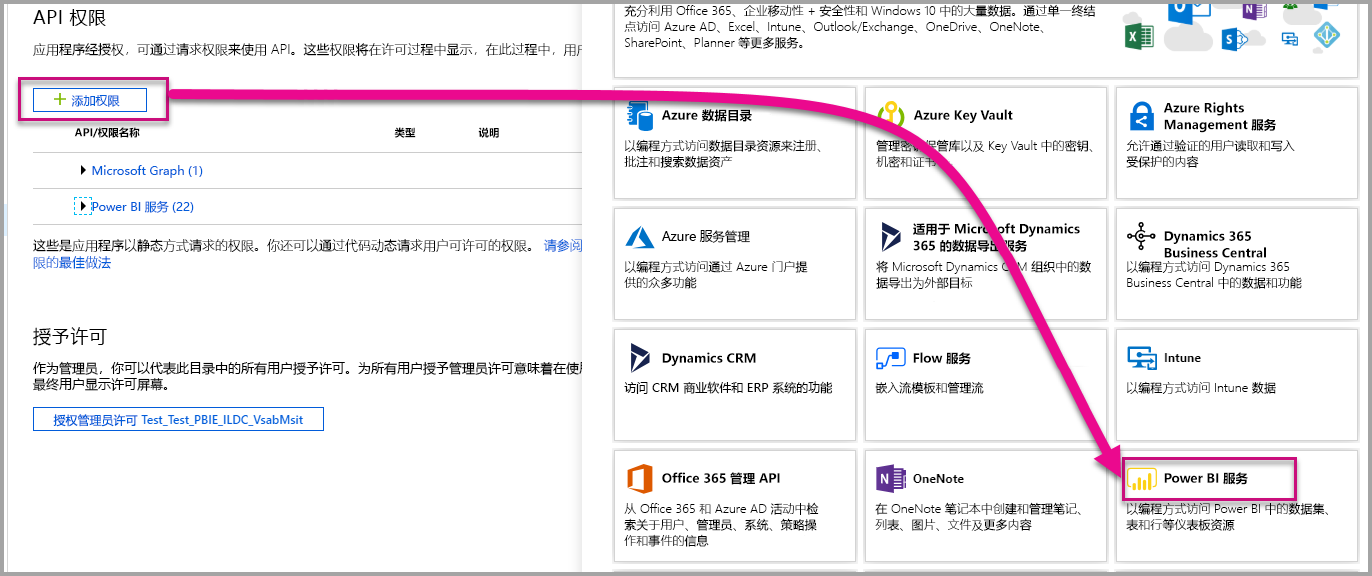 API 权限
应用程序经授权，可通过请求权限来使用 API。这些权限将在许可过程中显示，在此过程中，用户
添加权限
API/权限名称 类型 说明
Microsoft Graph (1)
Power BI 服务 (22)
这些是应用程序以静态方式请求的权限。你还可以通过代码动态请求用户可许可的权限。 请参阅
限的最佳做法
授予许可
作为管理员，你可以代表此目录中的所有用户授予许可。为所有用户授予管理员许可意味着在使用
最终用户显示许可屏幕。
授权管理员许可 Test_Test_PBIE_ILDC_VsabMsit
充分利用 Office 365、企业移动性 + 安全性和 Windows 10 中的大量数据。通过单一终结
点访问 Azure AD、Excel、Intune、Outlook/Exchange、OneDrive、OneNote、
SharePoint、Planner 等更多服务。
Azure 数据目录
以编程方式访问数据目录资源来注册、
批注和搜索数据资产
Azure Key Vault
管理密钥保管库以及 Key Vault 中的密钥、
机密和证书
Azure Rights
Management 服务
允许通过验证的用户读取和写入
受保护的内容
Azure 服务管理
以编程方式访问通过 Azure 门户提
供的众多功能
适用于 Microsoft Dynamics
365 的数据导出服务
将 Microsoft Dynamics CRM 组织中的数
据导出为外部目标
Dynamics 365
Business Central
以编程方式访问 Dynamics 365
Business Central 中的数据和功能
Dynamics CRM
访问 CRM 商业软件和 ERP 系统的功能
Flow 服务
嵌入流模板和管理流
Intune
以编程方式访问 Intune 数据
Office 365 管理 API
从 Office 365 和 Azure AD 活动中检
索关于用户、管理员、系统、策略操
作和事件的信息
OneNote
在 OneNote 笔记本中创建和管理笔记、
列表、图片、文件及更多内容
Power BI 服务
以编程方式访问 Power BI 中的数据集、
表和行等仪表板资源